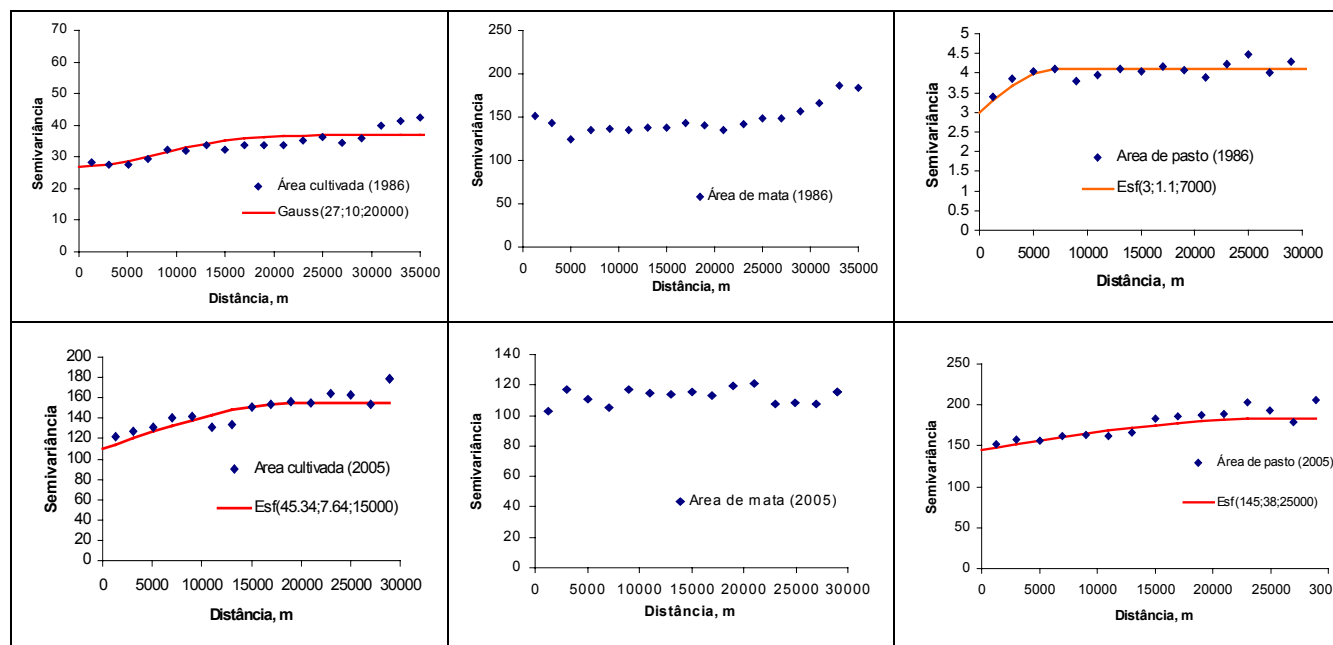 70
60
50
40
30
20
10
0
Semivariância
Área cultivada (1986)
Gauss(27;10;20000)
0 5000 10000 15000 20000 25000 30000 35000
Distância, m
250
200
150
100
50
0
Semivariância
Área de mata (1986)
0 5000 10000 15000 20000 25000 30000 35000
Distância, m
5
4.5
4
3.5
3
2.5
2
1.5
1
0.5
0
Semivariância
Area de pasto (1986)
Esf(3;1.1;7000)
0 5000 10000 15000 20000 25000 30000
Distância, m
200
180
160
140
120
100
80
60
40
20
0
Semivariância
Area cultivada (2005)
Esf(45.34;7.64;15000)
0 5000 10000 15000 20000 25000 30000
Distância, m
140
120
100
80
60
40
20
0
Semivariância
Area de mata (2005)
0 5000 10000 15000 20000 25000 30000
Distância, m
250
200
150
100
50
0
Semivariância
Área de pasto (2005)
Esf(145;38;25000)
0 5000 10000 15000 20000 25000 3000
Distância, m